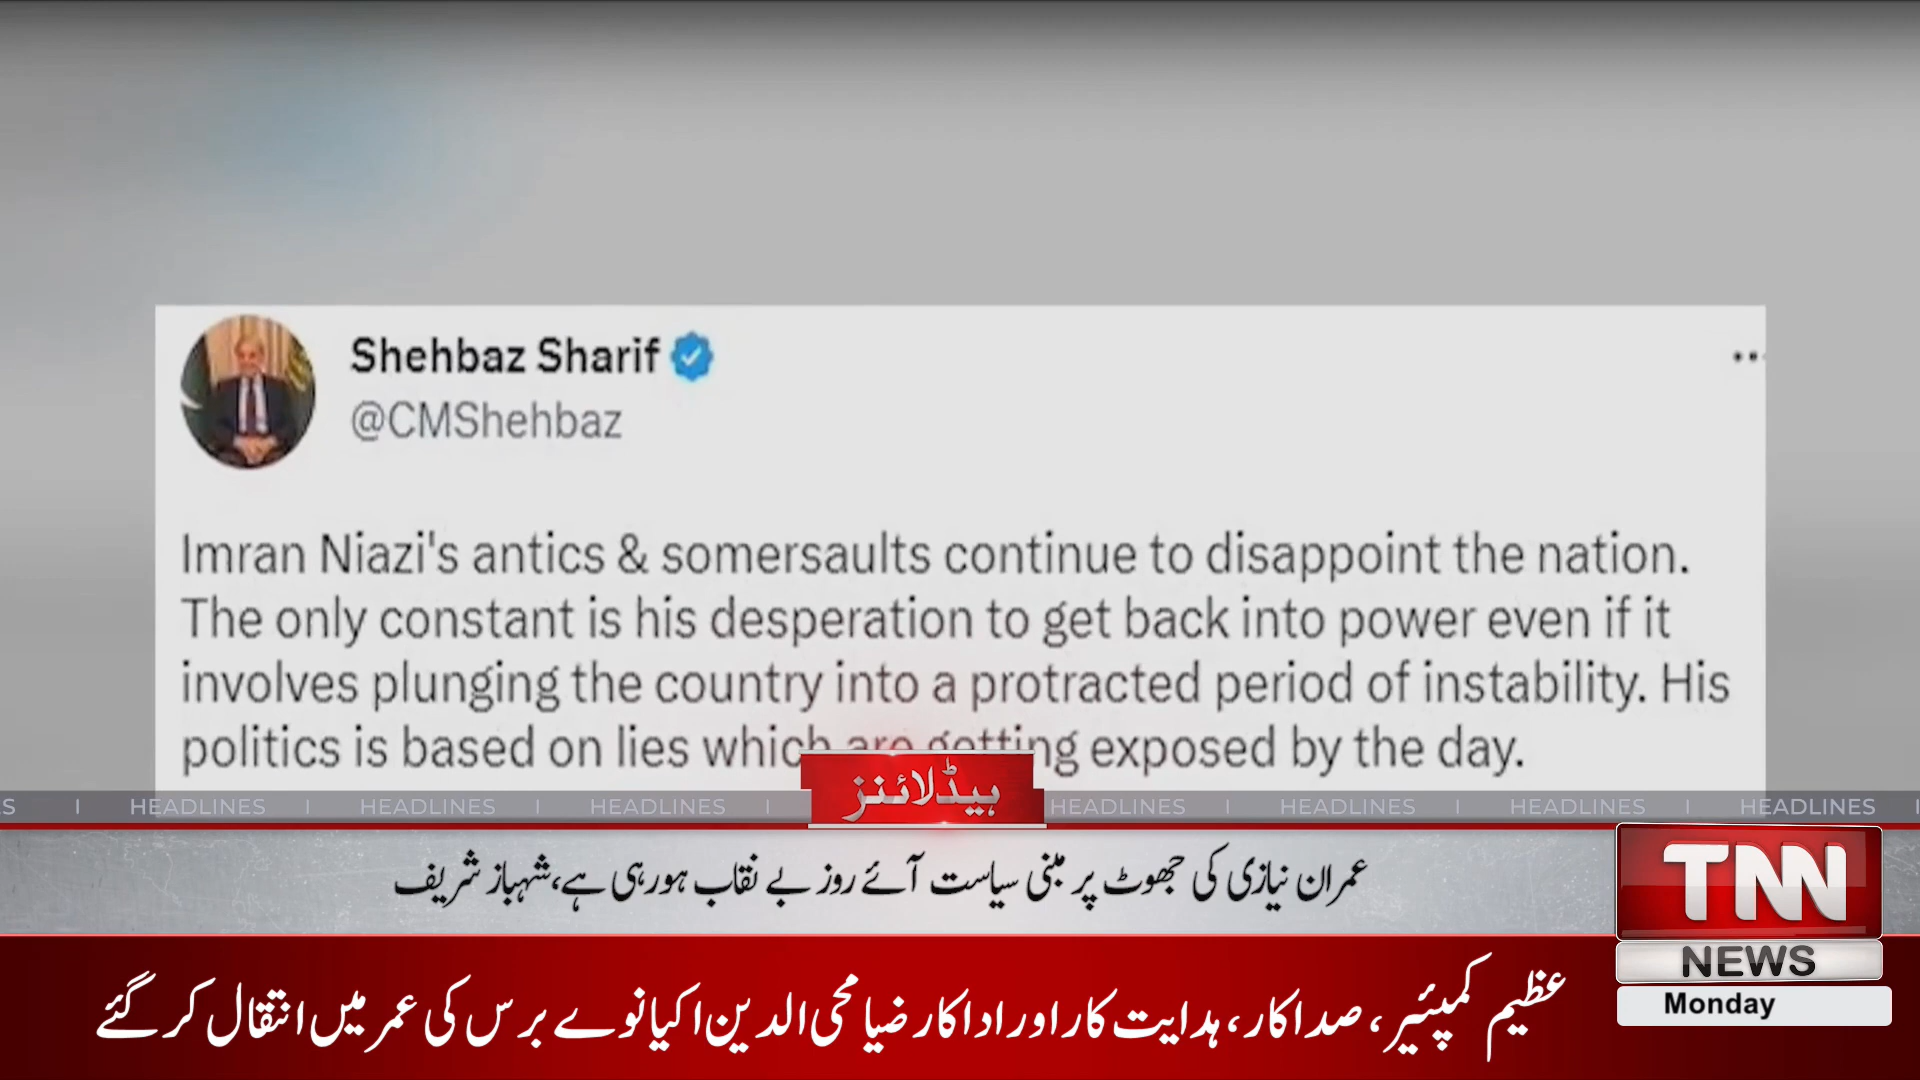 Shehbaz Sharif
@CMShehbaz
...
Imran Niazi's antics & somersaults continue to disappoint the nation.
The only constant is his desperation to get back into power even if it
involves plunging the country into a protracted period of instability. His
politics is based on lies which are getting exposed by the day.
ہیڈلائنز
S I HEADLINES I HEADLINES I HEADLINES I HEADLINES I HEADLINES I HEADLINES I HEADLINES I
عمران نیازی کی جھوٹ پر مبنی سیاست آئے روز بے نقاب ہورہی ہے،شہباز شریف
TNN
NEWS
Monday
عظیم کمپئیر، صداکار، ہدایت کار اور اداکار ضیا محی الدین اکیانوے برس کی عمر میں انتقال کر گئے